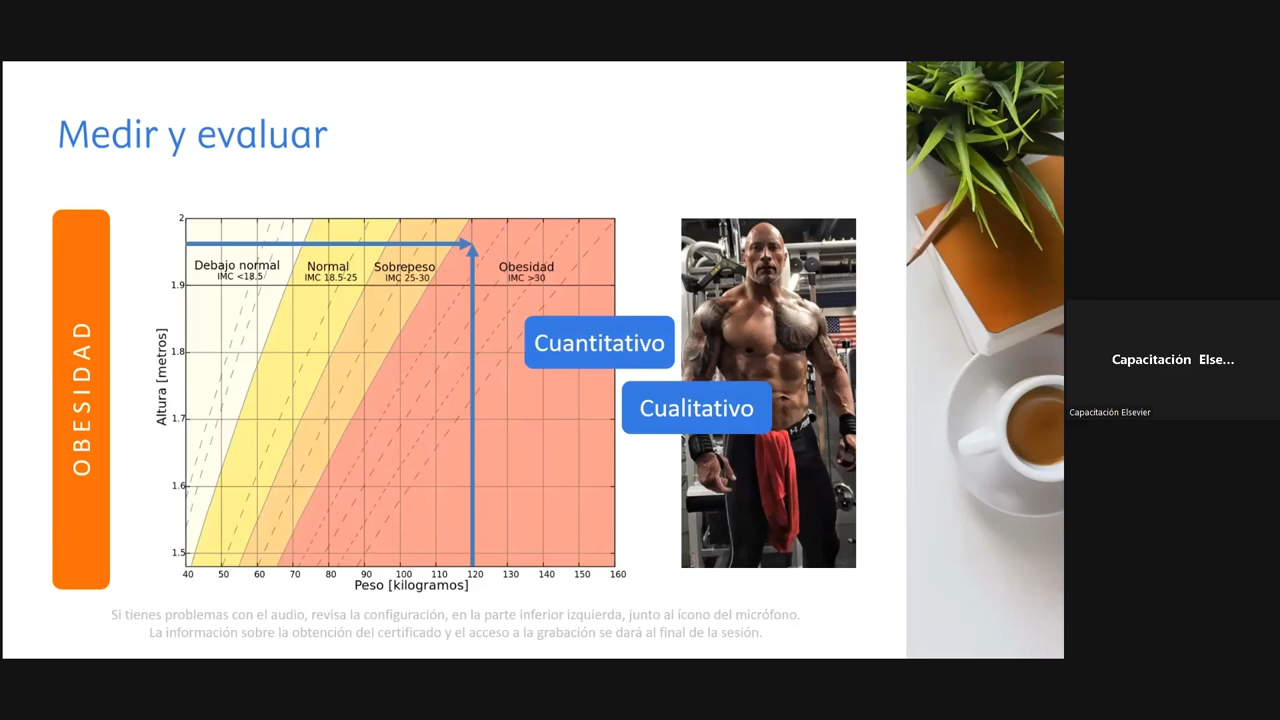 Medir y evaluar
OBESIDAD
Altura [metros]
2
1.9
1.8
1.7
1.6
1.5
Debajo normal
IMC <18.5
Normal
IMC 18.5-25
Sobrepeso
IMC 25-30
Obesidad
IMC >30
40 50 60 70 80 90 100 110 120 130 140 150 160
Peso [kilogramos]
Cuantitativo
Cualitativo
Si tienes problemas con el audio, revisa la configuración, en la parte inferior izquierda, junto al ícono del micrófono.
La información sobre la obtención del certificado y el acceso a la grabación se dará al final de la sesión.
Capacitación Else...
Capacitación Elsevier